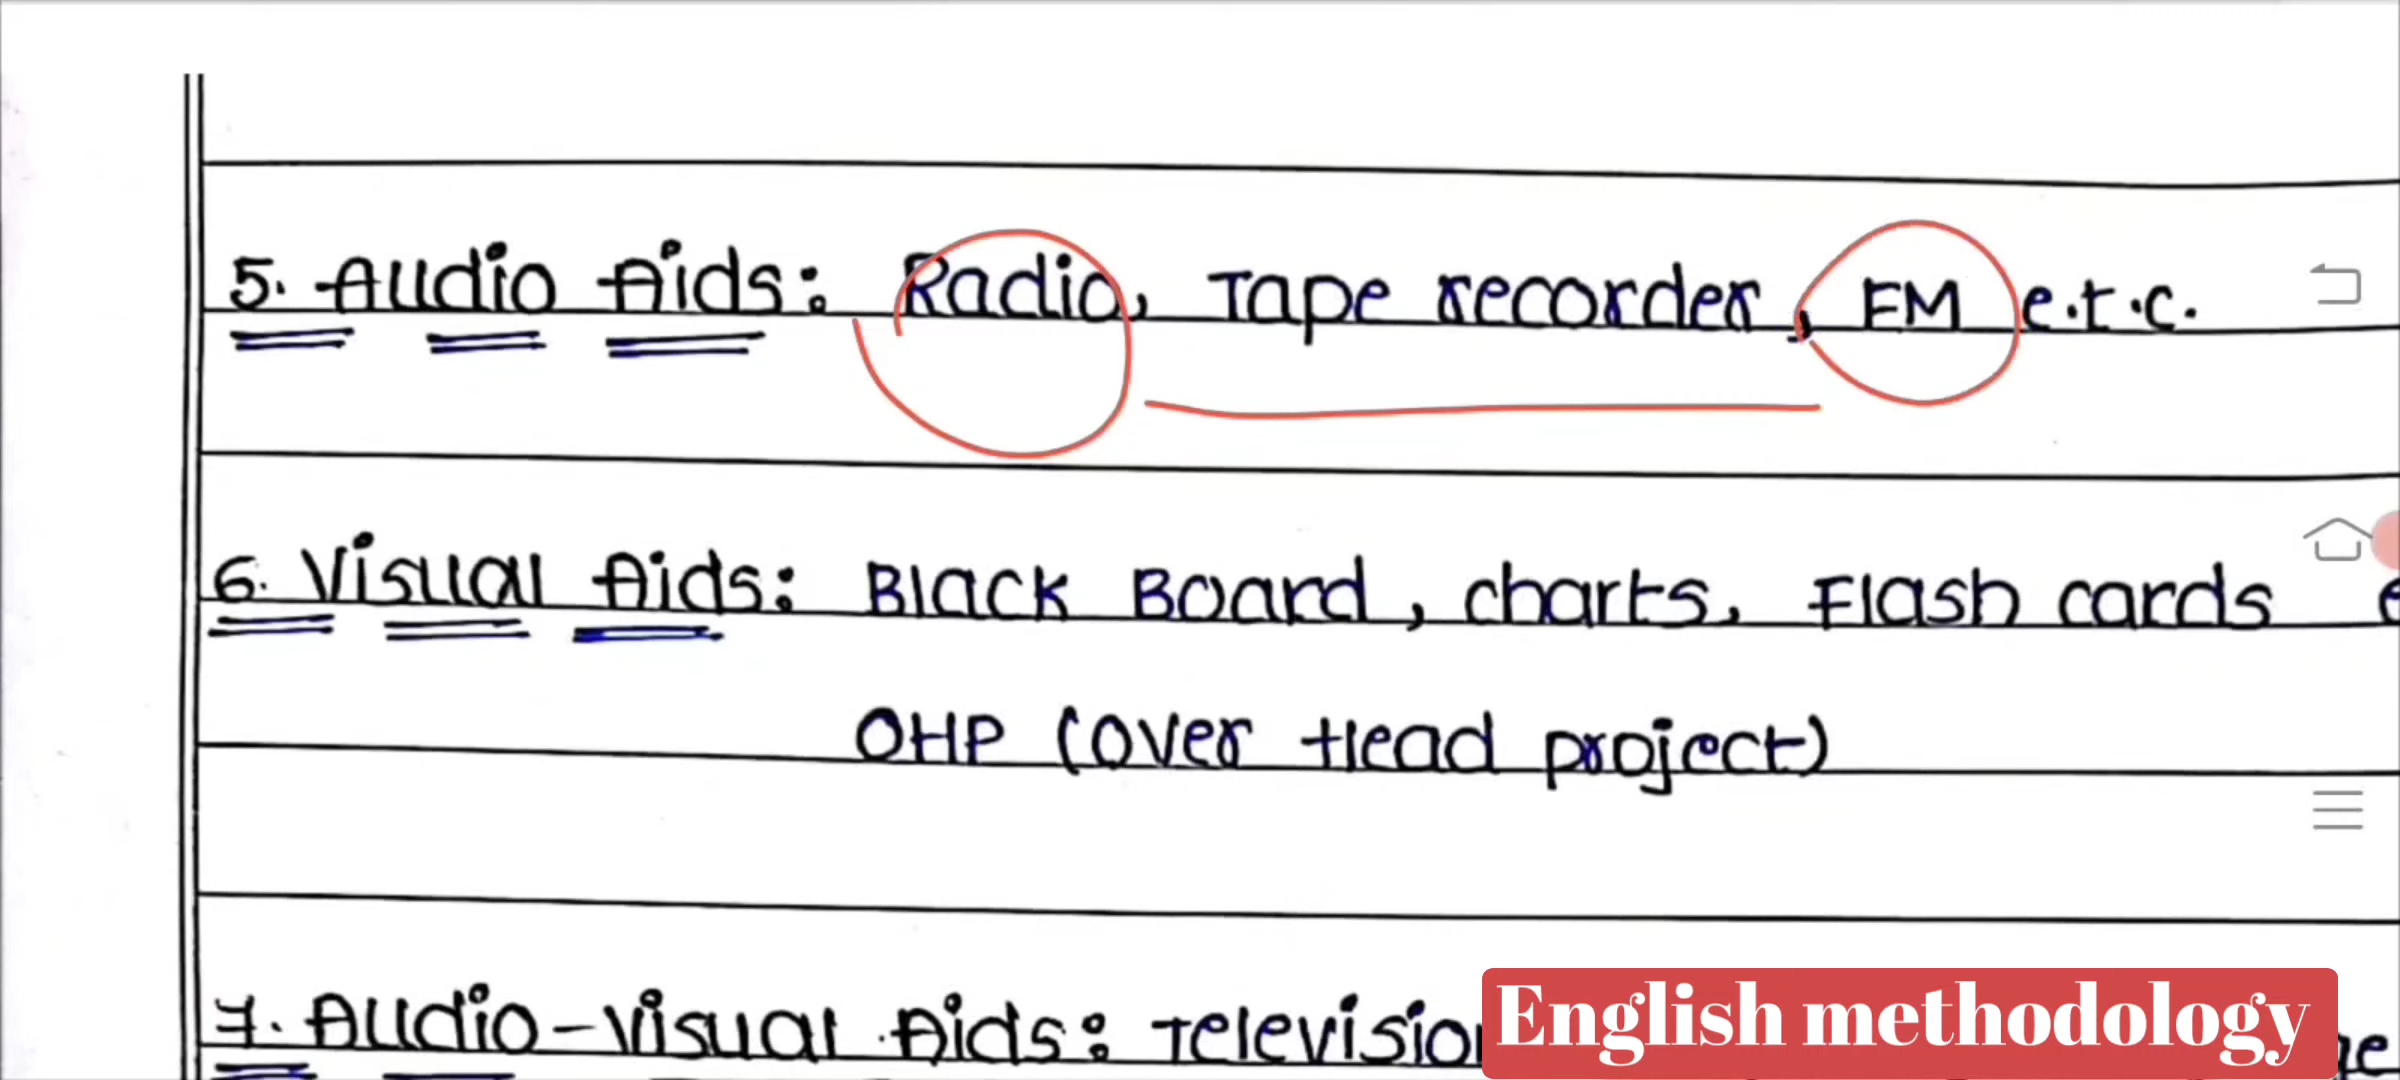 5. Audio Aids: Radio, Tape recorder, FM e.t.c.
6. Visual Aids: Black Board, charts, Flash cards
OHP (Over Head project)
7. Audio-visual Aids: Television
English methodology